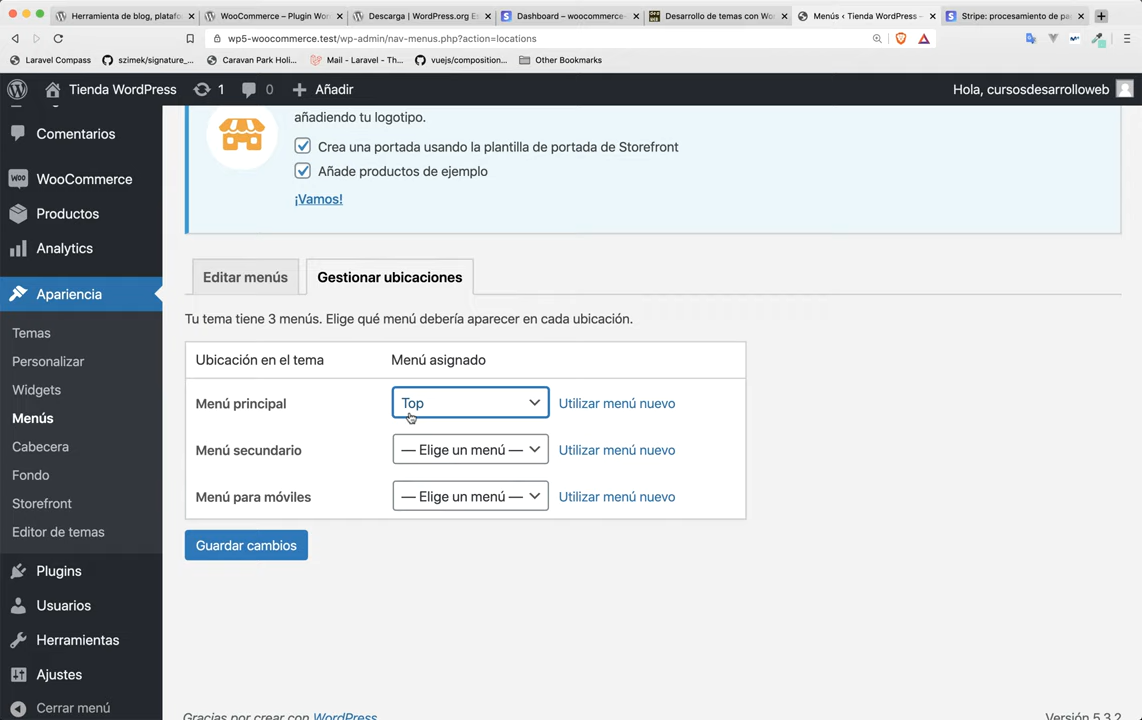 Herramienta de blog, platafo
WooCommerce – Plugin Wor
Descarga | WordPress.org Es
Dashboard – woocommerce-
Desarrollo de temas con Wo
Menús ‹ Tienda WordPress –
Stripe: procesamiento de pa
wp5-woocommerce.test/wp-admin/nav-menus.php?action=locations
Laravel Compass
szimek/signature_...
Caravan Park Holi...
Mail - Laravel - Th...
vuejs/composition...
Other Bookmarks
Tienda WordPress
1
0
Añadir
Hola, cursosdesarrolloweb
Comentarios
WooCommerce
Productos
Analytics
Apariencia
Temas
Personalizar
Widgets
Menús
Cabecera
Fondo
Storefront
Editor de temas
Plugins
Usuarios
Herramientas
Ajustes
Cerrar menú
añadiendo tu logotipo.
Crea una portada usando la plantilla de portada de Storefront
Añade productos de ejemplo
¡Vamos!
Editar menús
Gestionar ubicaciones
Tu tema tiene 3 menús. Elige qué menú debería aparecer en cada ubicación.
Ubicación en el tema
Menú asignado
Menú principal
Top
Utilizar menú nuevo
Menú secundario
— Elige un menú —
Utilizar menú nuevo
Menú para móviles
— Elige un menú —
Utilizar menú nuevo
Guardar cambios
Gracias por crear con WordPress
Versión 5.3.2